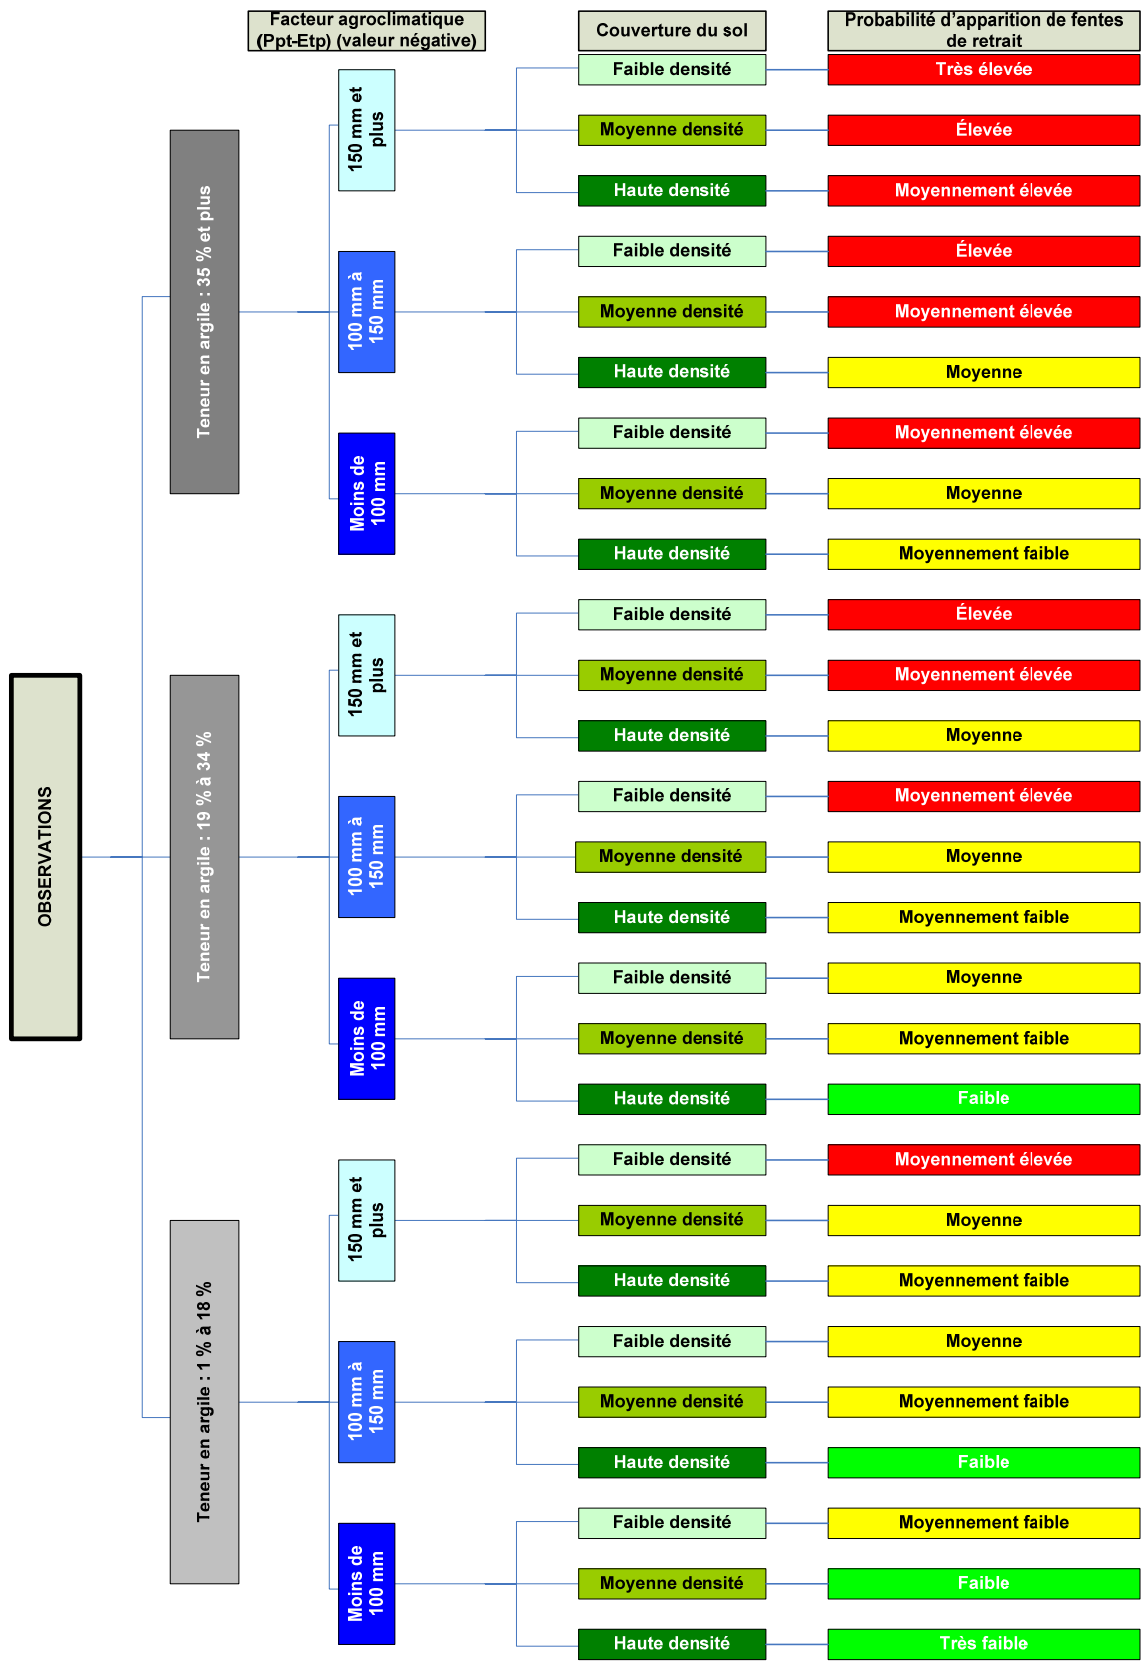 Facteur agroclimatique
(Ppt-Etp) (valeur négative)
Couverture du sol
Probabilité d'apparition de fentes
de retrait
OBSERVATIONS
Teneur en argile : 35 % et plus
150 mm et
plus
Faible densité
Très élevée
Moyenne densité
Élevée
Haute densité
Moyennement élevée
100 mm à
150 mm
Faible densité
Élevée
Moyenne densité
Moyennement élevée
Haute densité
Moyenne
Moins de
100 mm
Faible densité
Moyennement élevée
Moyenne densité
Moyenne
Haute densité
Moyennement faible
Teneur en argile : 19 % à 34 %
150 mm et
plus
Faible densité
Élevée
Moyenne densité
Moyennement élevée
Haute densité
Moyenne
100 mm à
150 mm
Faible densité
Moyennement élevée
Moyenne densité
Moyenne
Haute densité
Moyennement faible
Moins de
100 mm
Faible densité
Moyenne
Moyenne densité
Moyennement faible
Haute densité
Faible
Teneur en argile : 1 % à 18 %
150 mm et
plus
Faible densité
Moyennement élevée
Moyenne densité
Moyenne
Haute densité
Moyennement faible
100 mm à
150 mm
Faible densité
Moyenne
Moyenne densité
Moyennement faible
Haute densité
Faible
Moins de
100 mm
Faible densité
Moyennement faible
Moyenne densité
Faible
Haute densité
Très faible